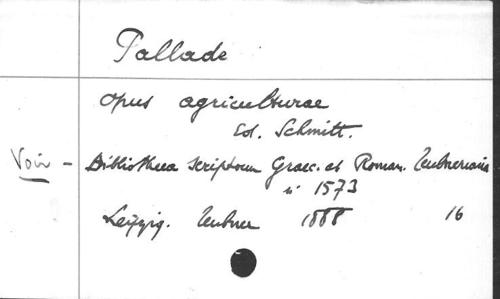 Pallade
Opus agriculturae
Ed. Schmitt.
Voir - Bibliotheca scriptorum Graec. et Roman. Teubneriana
n° 1573
Leipzig. Teubner 1888 16